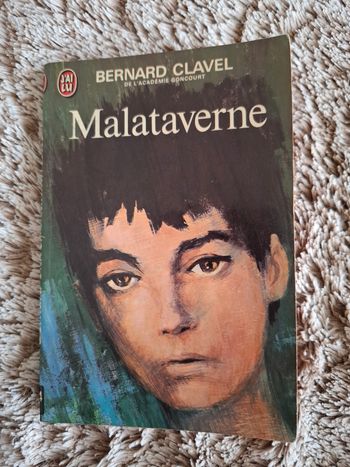 J'AI
LU
BERNARD CLAVEL
DE L'ACADÉMIE GONCOURT
Malataverne